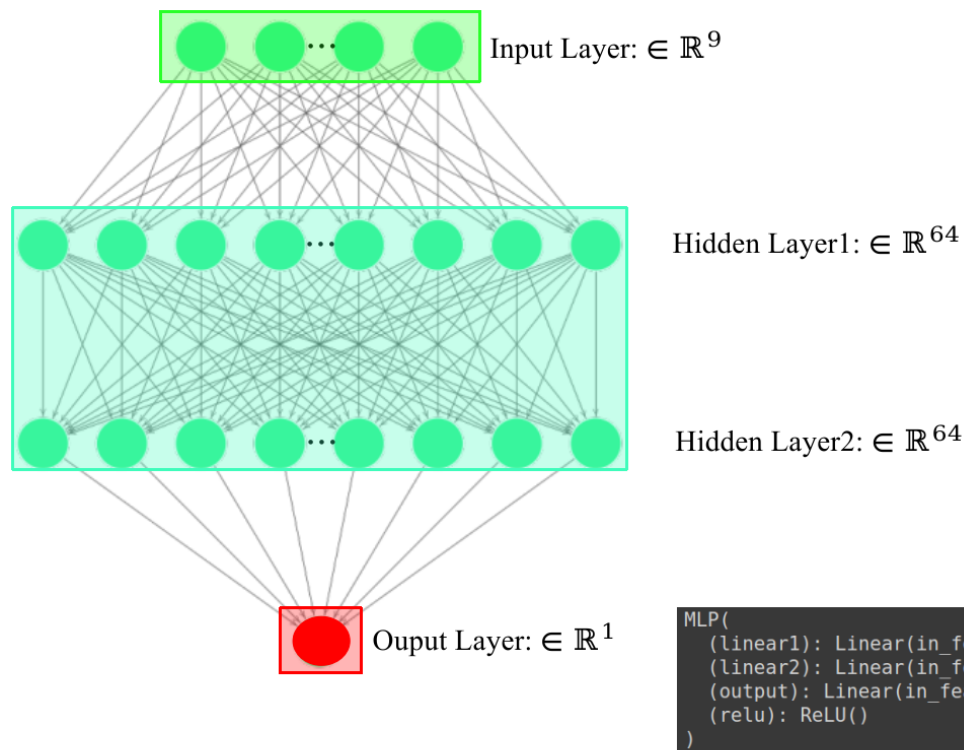 Input Layer: ∈ ℝ⁹
Hidden Layer1: ∈ ℝ⁶⁴
Hidden Layer2: ∈ ℝ⁶⁴
Ouput Layer: ∈ ℝ¹
MLP(
(linear1): Linear(in_fe
(linear2): Linear(in_fe
(output): Linear(in_fea
(relu): ReLU()
)